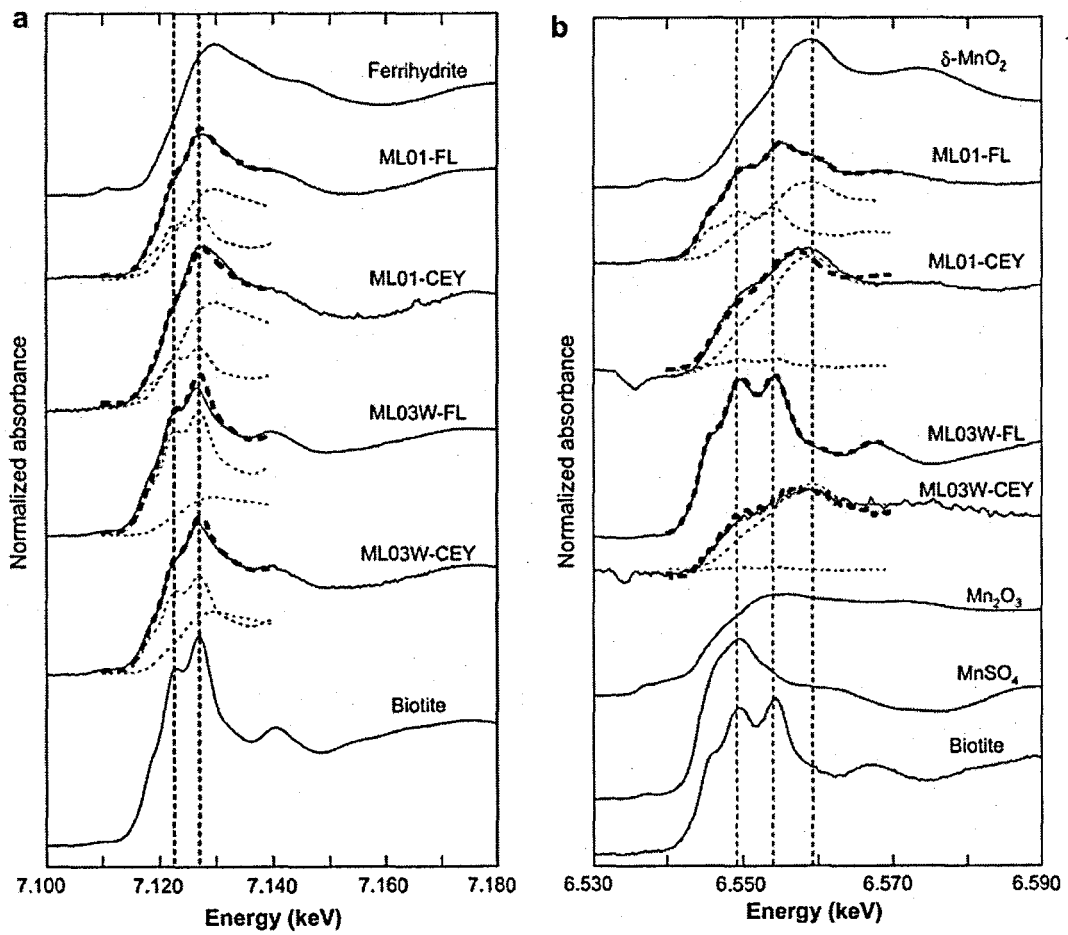 a
Ferrihydrite
ML01-FL
ML01-CEY
ML03W-FL
ML03W-CEY
Biotite
Normalized absorbance
7.100 7.120 7.140 7.160 7.180
Energy (keV)
b
δ-MnO₂
ML01-FL
ML01-CEY
ML03W-FL
ML03W-CEY
Mn₂O₃
MnSO₄
Biotite
Normalized absorbance
6.530 6.550 6.570 6.590
Energy (keV)